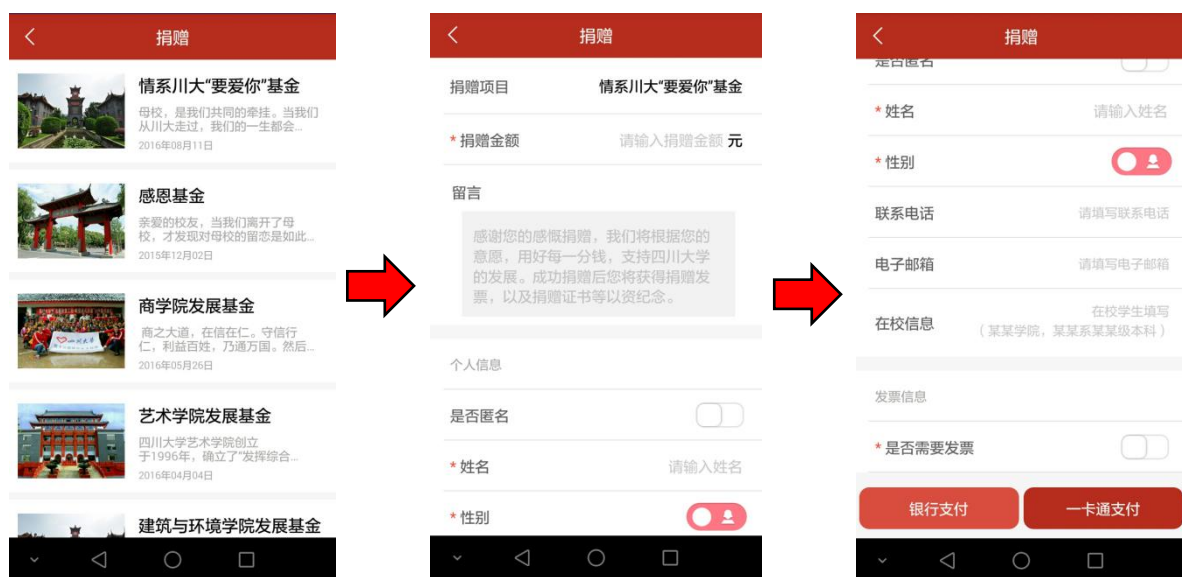 捐赠
情系川大“要爱你”基金
母校，是我们共同的牵挂。当我们
从川大走过，我们的一生都会...
2016年08月11日
感恩基金
亲爱的校友，当我们离开了母
校，才发现对母校的留恋是如此...
2015年12月02日
商学院发展基金
商之大道，在信在仁。守信行
仁，利益百姓，乃通万国。然后...
2016年05月26日
艺术学院发展基金
四川大学艺术学院创立
于1996年，确立了“发挥综合...
2016年04月04日
建筑与环境学院发展基金
捐赠
捐赠项目 情系川大“要爱你”基金
* 捐赠金额 请输入捐赠金额 元
留言
感谢您的感慨捐赠，我们将根据您的
意愿，用好每一分钱，支持四川大学
的发展。成功捐赠后您将获得捐赠发
票，以及捐赠证书等以资纪念。
个人信息
是否匿名
* 姓名 请输入姓名
* 性别
捐赠
是否匿名
* 姓名 请输入姓名
* 性别
联系电话 请填写联系电话
电子邮箱 请填写电子邮箱
在校信息 在校学生填写
（某某学院，某某系某某级本科）
发票信息
* 是否需要发票
银行支付 一卡通支付